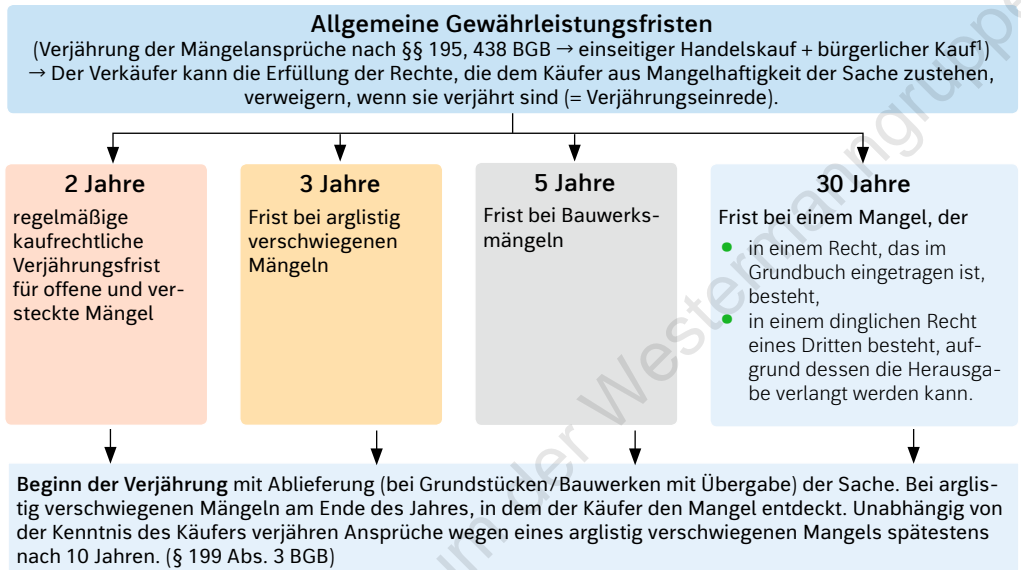 Allgemeine Gewährleistungsfristen
(Verjährung der Mängelansprüche nach §§ 195, 438 BGB → einseitiger Handelskauf + bürgerlicher Kauf¹)
→ Der Verkäufer kann die Erfüllung der Rechte, die dem Käufer aus Mangelhaftigkeit der Sache zustehen,
verweigern, wenn sie verjährt sind (= Verjährungseinrede).
2 Jahre
regelmäßige
kaufrechtliche
Verjährungsfrist
für offene und ver-
steckte Mängel
3 Jahre
Frist bei arglistig
verschwiegenen
Mängeln
5 Jahre
Frist bei Bauwerks-
mängeln
30 Jahre
Frist bei einem Mangel, der
• in einem Recht, das im
Grundbuch eingetragen ist,
besteht,
• in einem dinglichen Recht
eines Dritten besteht, auf-
grund dessen die Herausga-
be verlangt werden kann.
Beginn der Verjährung mit Ablieferung (bei Grundstücken/Bauwerken mit Übergabe) der Sache. Bei arglis-
tig verschwiegenen Mängeln am Ende des Jahres, in dem der Käufer den Mangel entdeckt. Unabhängig von
der Kenntnis des Käufers verjähren Ansprüche wegen eines arglistig verschwiegenen Mangels spätestens
nach 10 Jahren. (§ 199 Abs. 3 BGB)
der Westermanngruppe